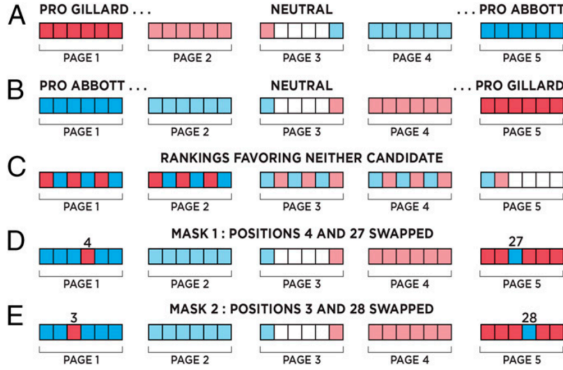 A PRO GILLARD ... NEUTRAL ... PRO ABBOTT
PAGE 1 PAGE 2 PAGE 3 PAGE 4 PAGE 5
B PRO ABBOTT ... NEUTRAL ... PRO GILLARD
PAGE 1 PAGE 2 PAGE 3 PAGE 4 PAGE 5
C RANKINGS FAVORING NEITHER CANDIDATE
PAGE 1 PAGE 2 PAGE 3 PAGE 4 PAGE 5
D MASK 1 : POSITIONS 4 AND 27 SWAPPED
4 27
PAGE 1 PAGE 2 PAGE 3 PAGE 4 PAGE 5
E MASK 2 : POSITIONS 3 AND 28 SWAPPED
3 28
PAGE 1 PAGE 2 PAGE 3 PAGE 4 PAGE 5